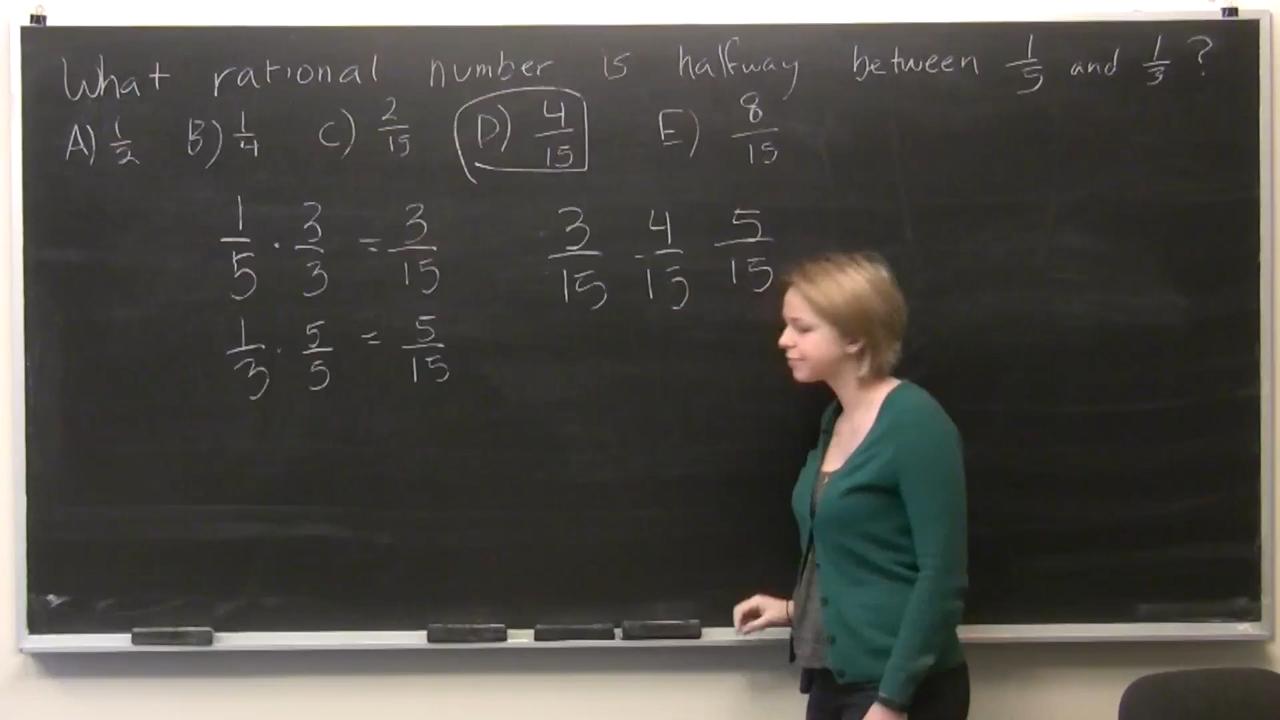 What rational number is halfway between 1/5 and 1/3 ?
A) 1/2 B) 1/4 C) 2/15 D) 4/15 E) 8/15
1/5 · 3/3 = 3/15 3/15 4/15 5/15
1/3 · 5/5 = 5/15